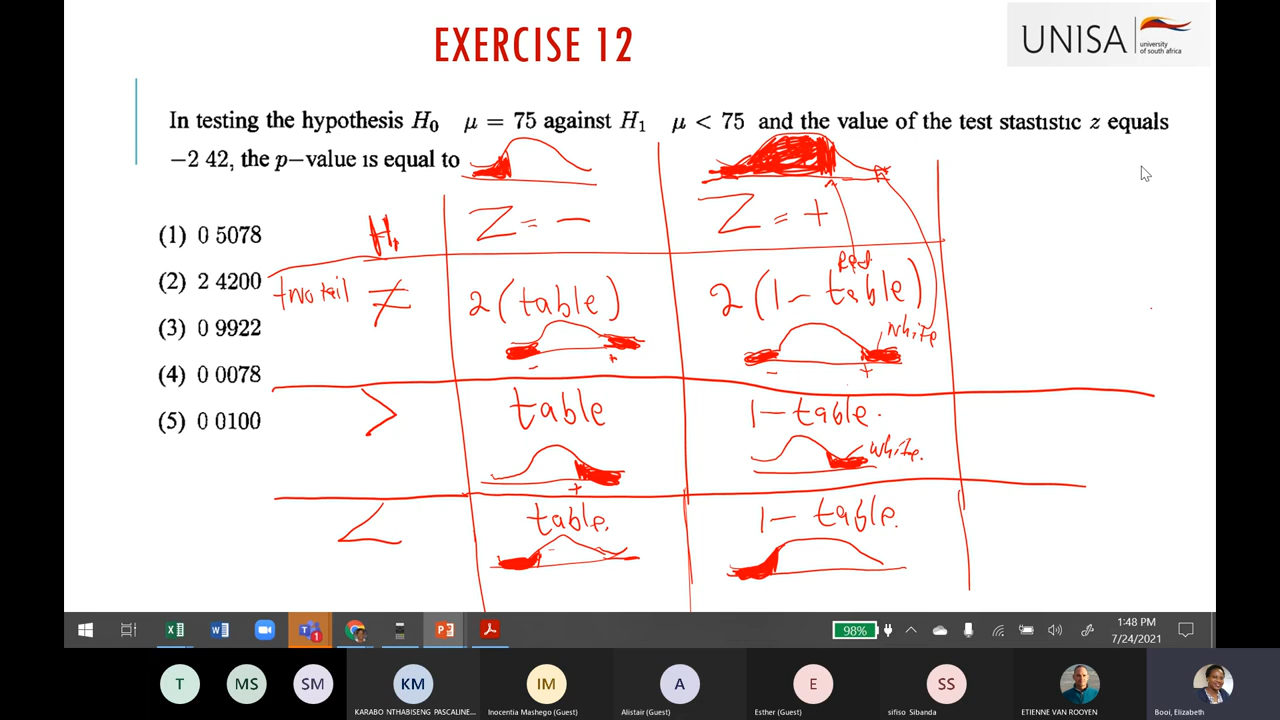 EXERCISE 12
UNISA university of south africa
In testing the hypothesis H₀ μ = 75 against H₁ μ < 75 and the value of the test stastistic z equals
−2 42, the p−value is equal to
(1) 0 5078
(2) 2 4200
(3) 0 9922
(4) 0 0078
(5) 0 0100
H₁ Z = − Z = +
Red
two tail ≠ 2(table) 2(1 − table)
white
− + − +
> table 1 − table.
white.
+
< table. 1 − table.
98% 1:48 PM
7/24/2021
T MS SM KM IM A E SS
KARABO NTHABISENG PASCALINE... Inocentia Mashego (Guest) Alistair (Guest) Esther (Guest) sifiso Sibanda ETIENNE VAN ROOYEN Booi, Elizabeth